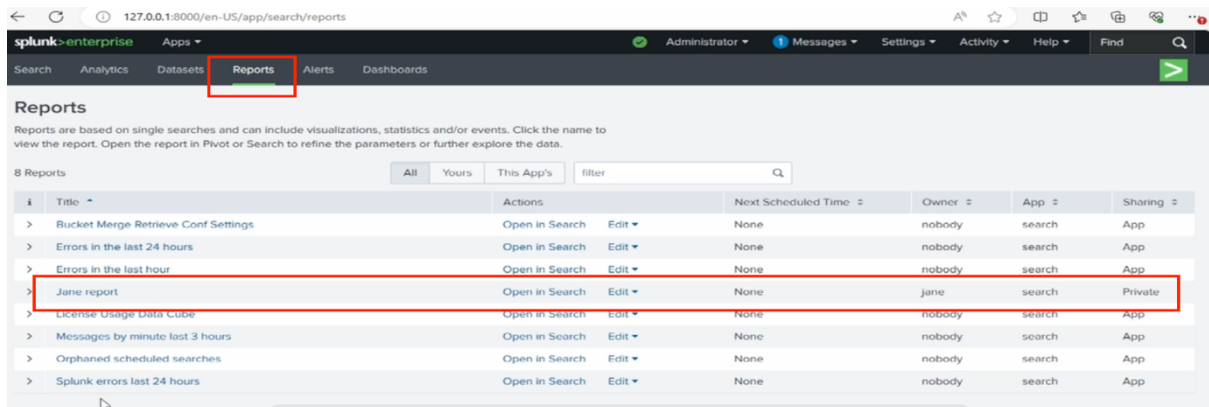 127.0.0.1:8000/en-US/app/search/reports
splunk>enterprise Apps Administrator 1 Messages Settings Activity Help Find
Search Analytics Datasets Reports Alerts Dashboards
Reports
Reports are based on single searches and can include visualizations, statistics and/or events. Click the name to
view the report. Open the report in Pivot or Search to refine the parameters or further explore the data.
8 Reports All Yours This App's filter
i Title Actions Next Scheduled Time Owner App Sharing
Bucket Merge Retrieve Conf Settings Open in Search Edit None nobody search App
Errors in the last 24 hours Open in Search Edit None nobody search App
Errors in the last hour Open in Search Edit None nobody search App
Jane report Open in Search Edit None jane search Private
License Usage Data Cube Open in Search Edit None nobody search App
Messages by minute last 3 hours Open in Search Edit None nobody search App
Orphaned scheduled searches Open in Search Edit None nobody search App
Splunk errors last 24 hours Open in Search Edit None nobody search App